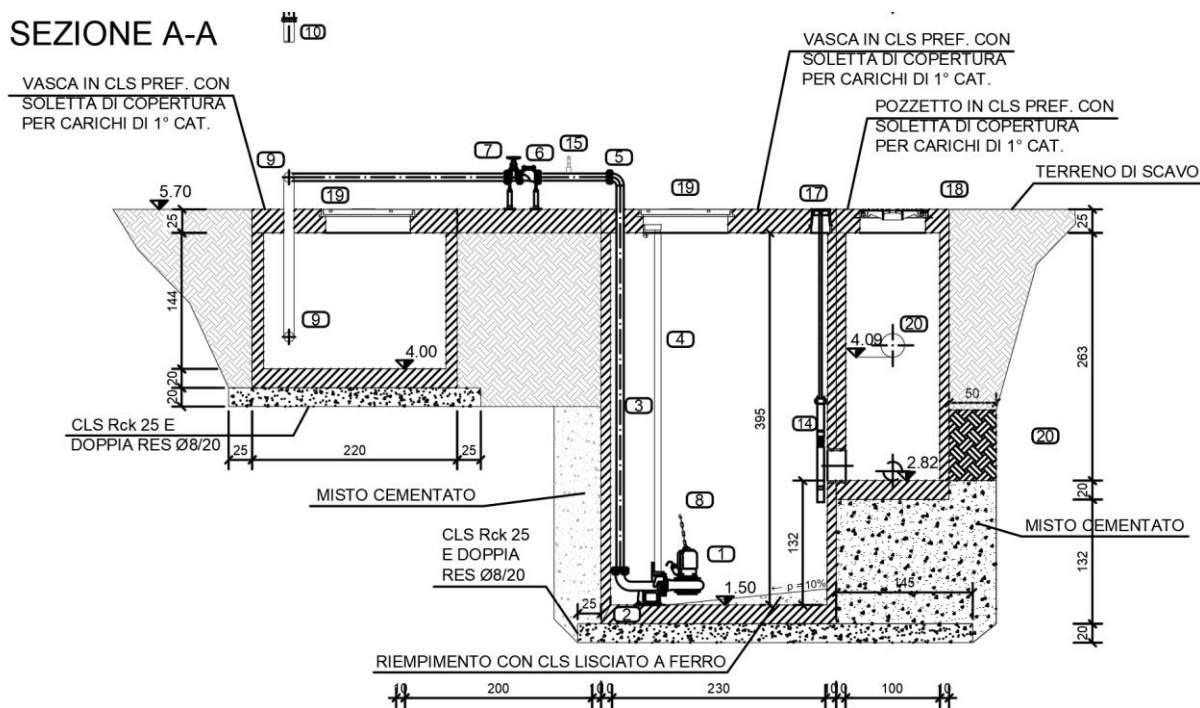 SEZIONE A-A
10
VASCA IN CLS PREF. CON
SOLETTA DI COPERTURA
PER CARICHI DI 1° CAT.
VASCA IN CLS PREF. CON
SOLETTA DI COPERTURA
PER CARICHI DI 1° CAT.
POZZETTO IN CLS PREF. CON
SOLETTA DI COPERTURA
PER CARICHI DI 1° CAT.
TERRENO DI SCAVO
9
7
6
15
5
19
19
17
18
5.70
25
25
144
9
4.00
4
20
4.09
263
20
20
3
395
50
CLS Rck 25 E
DOPPIA RES Ø8/20
14
20
25
220
25
2.82
MISTO CEMENTATO
8
20
MISTO CEMENTATO
CLS Rck 25
E DOPPIA
RES Ø8/20
1
132
132
← p = 10%
145
25
1.50
2
20
RIEMPIMENTO CON CLS LISCIATO A FERRO
10
200
10
10
230
10
10
100
10